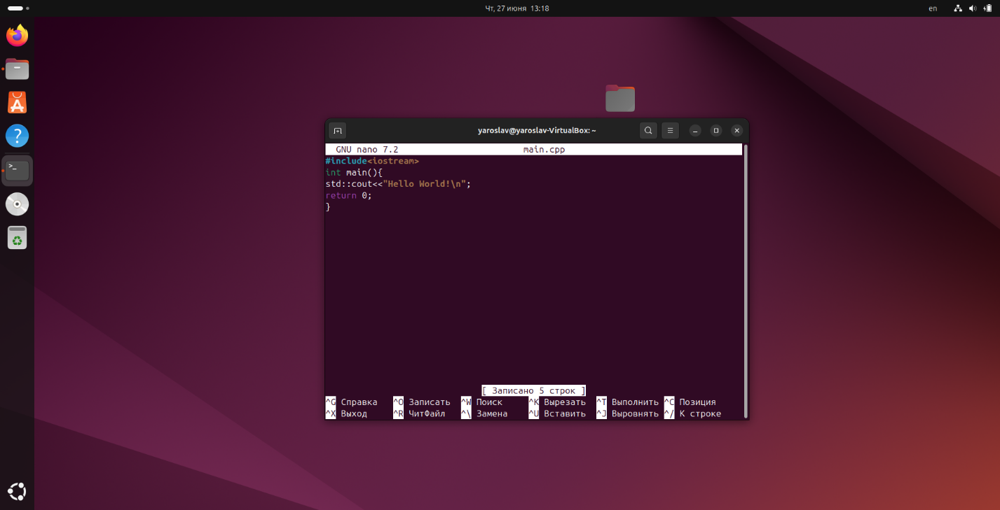 Чт, 27 июня 13:18
en
yaroslav@yaroslav-VirtualBox: ~
GNU nano 7.2 main.cpp
#include<iostream>
int main(){
std::cout<<"Hello World!\n";
return 0;
}
[ Записано 5 строк ]
^G Справка ^O Записать ^W Поиск ^K Вырезать ^T Выполнить ^C Позиция
^X Выход ^R ЧитФайл ^\ Замена ^U Вставить ^J Выровнять ^/ К строке